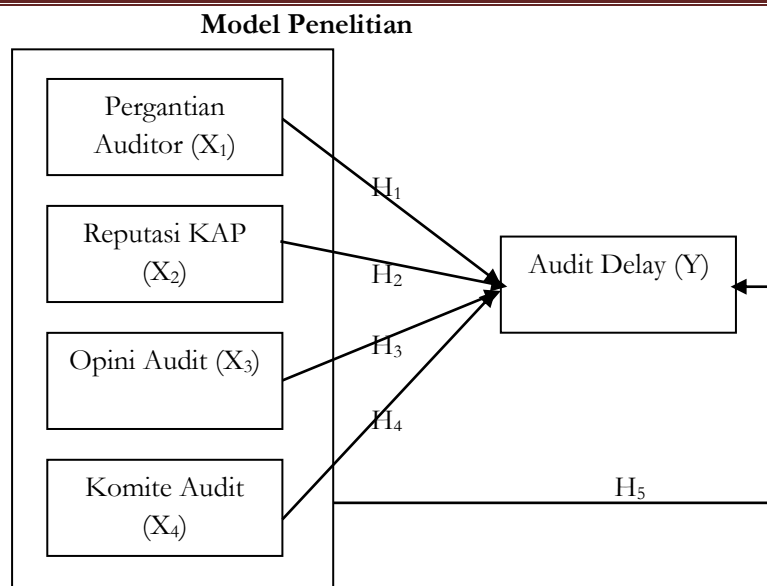 Model Penelitian
Pergantian
Auditor (X₁)
H₁
Reputasi KAP
(X₂)
H₂
Audit Delay (Y)
Opini Audit (X₃)
H₃
H₄
Komite Audit
(X₄)
H₅